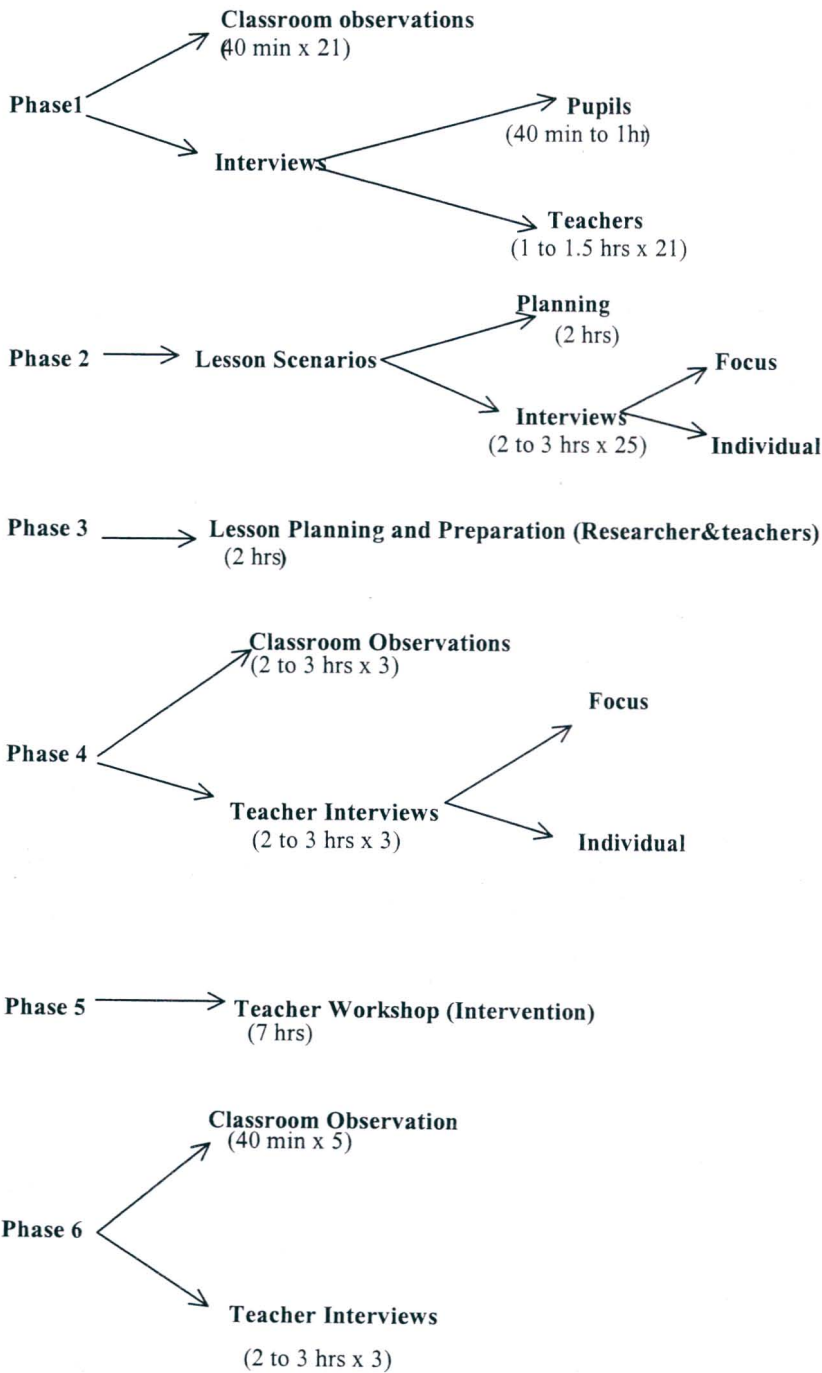 Classroom observations
(40 min x 21)
Phase1
Pupils
(40 min to 1hr)
Interviews
Teachers
(1 to 1.5 hrs x 21)
Planning
(2 hrs)
Phase 2
Lesson Scenarios
Focus
Interviews
(2 to 3 hrs x 25)
Individual
Phase 3
Lesson Planning and Preparation (Researcher&teachers)
(2 hrs)
Classroom Observations
(2 to 3 hrs x 3)
Focus
Phase 4
Teacher Interviews
(2 to 3 hrs x 3)
Individual
Phase 5
Teacher Workshop (Intervention)
(7 hrs)
Classroom Observation
(40 min x 5)
Phase 6
Teacher Interviews
(2 to 3 hrs x 3)